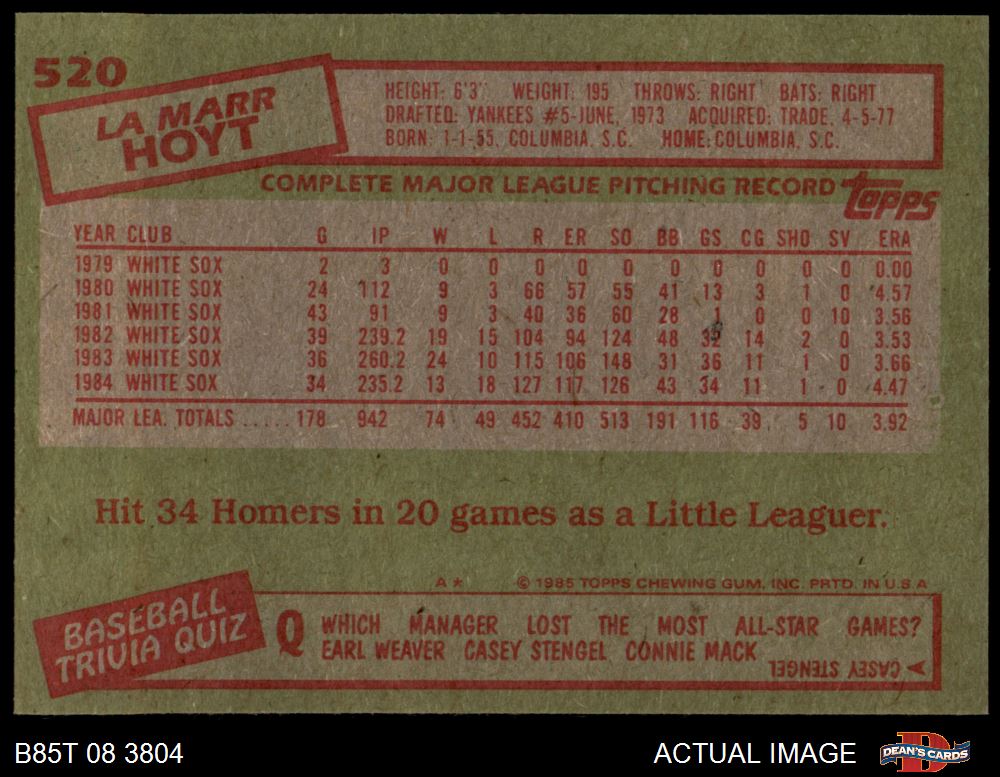 520
LA MARR
HOYT
HEIGHT: 6'3" WEIGHT: 195 THROWS: RIGHT BATS: RIGHT
DRAFTED: YANKEES #5-JUNE, 1973 ACQUIRED: TRADE, 4-5-77
BORN: 1-1-55, COLUMBIA, S.C. HOME: COLUMBIA, S.C.
COMPLETE MAJOR LEAGUE PITCHING RECORD
topps
YEAR CLUB G IP W L R ER SO BB GS CG SHO SV ERA
1979 WHITE SOX 2 3 0 0 0 0 0 0 0 0 0 0 0.00
1980 WHITE SOX 24 112 9 3 66 57 55 41 13 3 1 0 4.57
1981 WHITE SOX 43 91 9 3 40 36 60 28 1 0 0 10 3.56
1982 WHITE SOX 39 239.2 19 15 104 94 124 48 32 14 2 0 3.53
1983 WHITE SOX 36 260.2 24 10 115 106 148 31 36 11 1 0 3.66
1984 WHITE SOX 34 235.2 13 18 127 117 126 43 34 11 1 0 4.47
MAJOR LEA. TOTALS ..... 178 942 74 49 452 410 513 191 116 39 5 10 3.92
Hit 34 Homers in 20 games as a Little Leaguer.
A* © 1985 TOPPS CHEWING GUM, INC. PRTD. IN U.S.A
BASEBALL
TRIVIA QUIZ
Q WHICH MANAGER LOST THE MOST ALL-STAR GAMES?
EARL WEAVER CASEY STENGEL CONNIE MACK
CASEY STENGEL
B85T 08 3804
ACTUAL IMAGE
D
DEAN'S CARDS